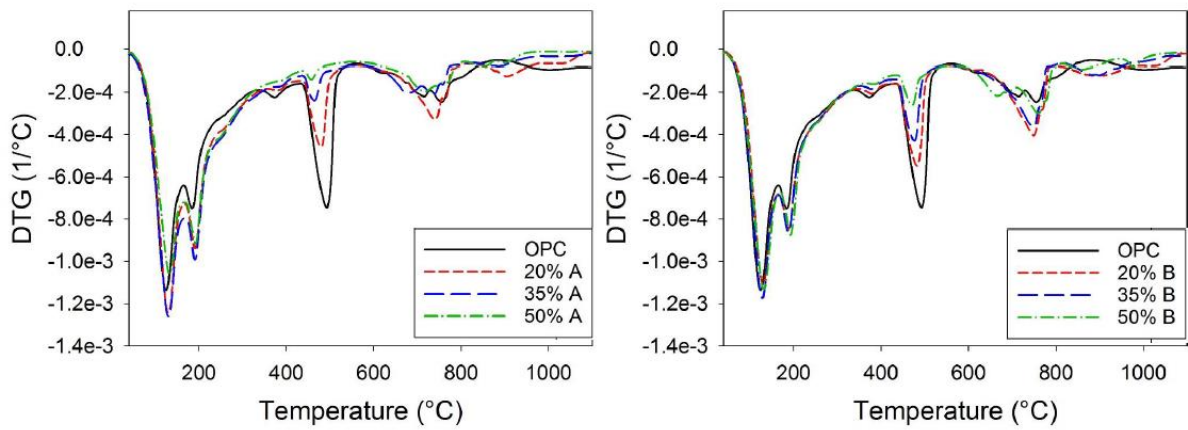 0.0
-2.0e-4
-4.0e-4
-6.0e-4
-8.0e-4
-1.0e-3
-1.2e-3
-1.4e-3
DTG (1/°C)
OPC
20% A
35% A
50% A
200 400 600 800 1000
Temperature (°C)
0.0
-2.0e-4
-4.0e-4
-6.0e-4
-8.0e-4
-1.0e-3
-1.2e-3
-1.4e-3
DTG (1/°C)
OPC
20% B
35% B
50% B
200 400 600 800 1000
Temperature (°C)